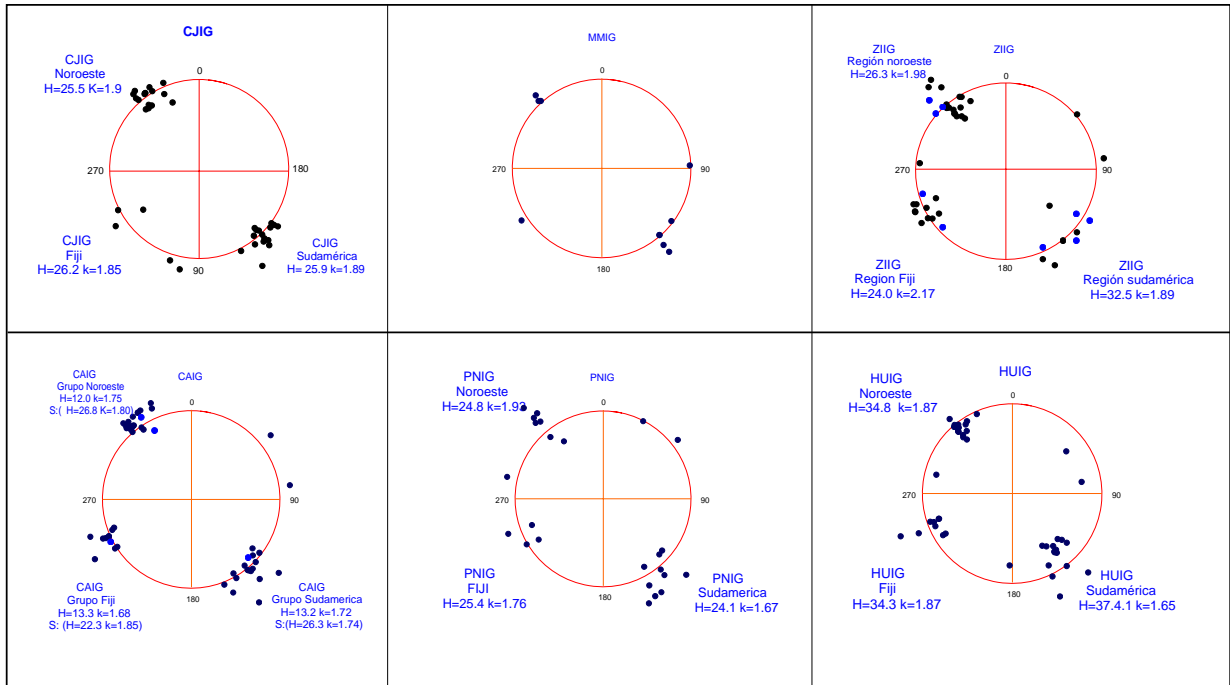 CJIG
CJIG
Noroeste
H=25.5 K=1.9
0
270
180
90
CJIG
Fiji
H=26.2 k=1.85
CJIG
Sudamérica
H= 25.9 k=1.89
MMIG
0
270
90
180
ZIIG
Región noroeste
H=26.3 k=1.98
ZIIG
0
270
90
180
ZIIG
Region Fiji
H=24.0 k=2.17
ZIIG
Región sudamérica
H=32.5 k=1.89
CAIG
Grupo Noroeste
H=12.0 k=1.75
S:( H=26.8 K=1.80)
CAIG
0
270
90
180
CAIG
Grupo Fiji
H=13.3 k=1.68
S: (H=22.3 k=1.85)
CAIG
Grupo Sudamerica
H=13.2 k=1.72
S:(H=26.3 k=1.74)
PNIG
Noroeste
H=24.8 k=1.92
PNIG
0
270
90
180
PNIG
FIJI
H=25.4 k=1.76
PNIG
Sudamerica
H=24.1 k=1.67
HUIG
Noroeste
H=34.8 k=1.87
HUIG
0
270
90
180
HUIG
Fiji
H=34.3 k=1.87
HUIG
Sudamérica
H=37.4.1 k=1.65